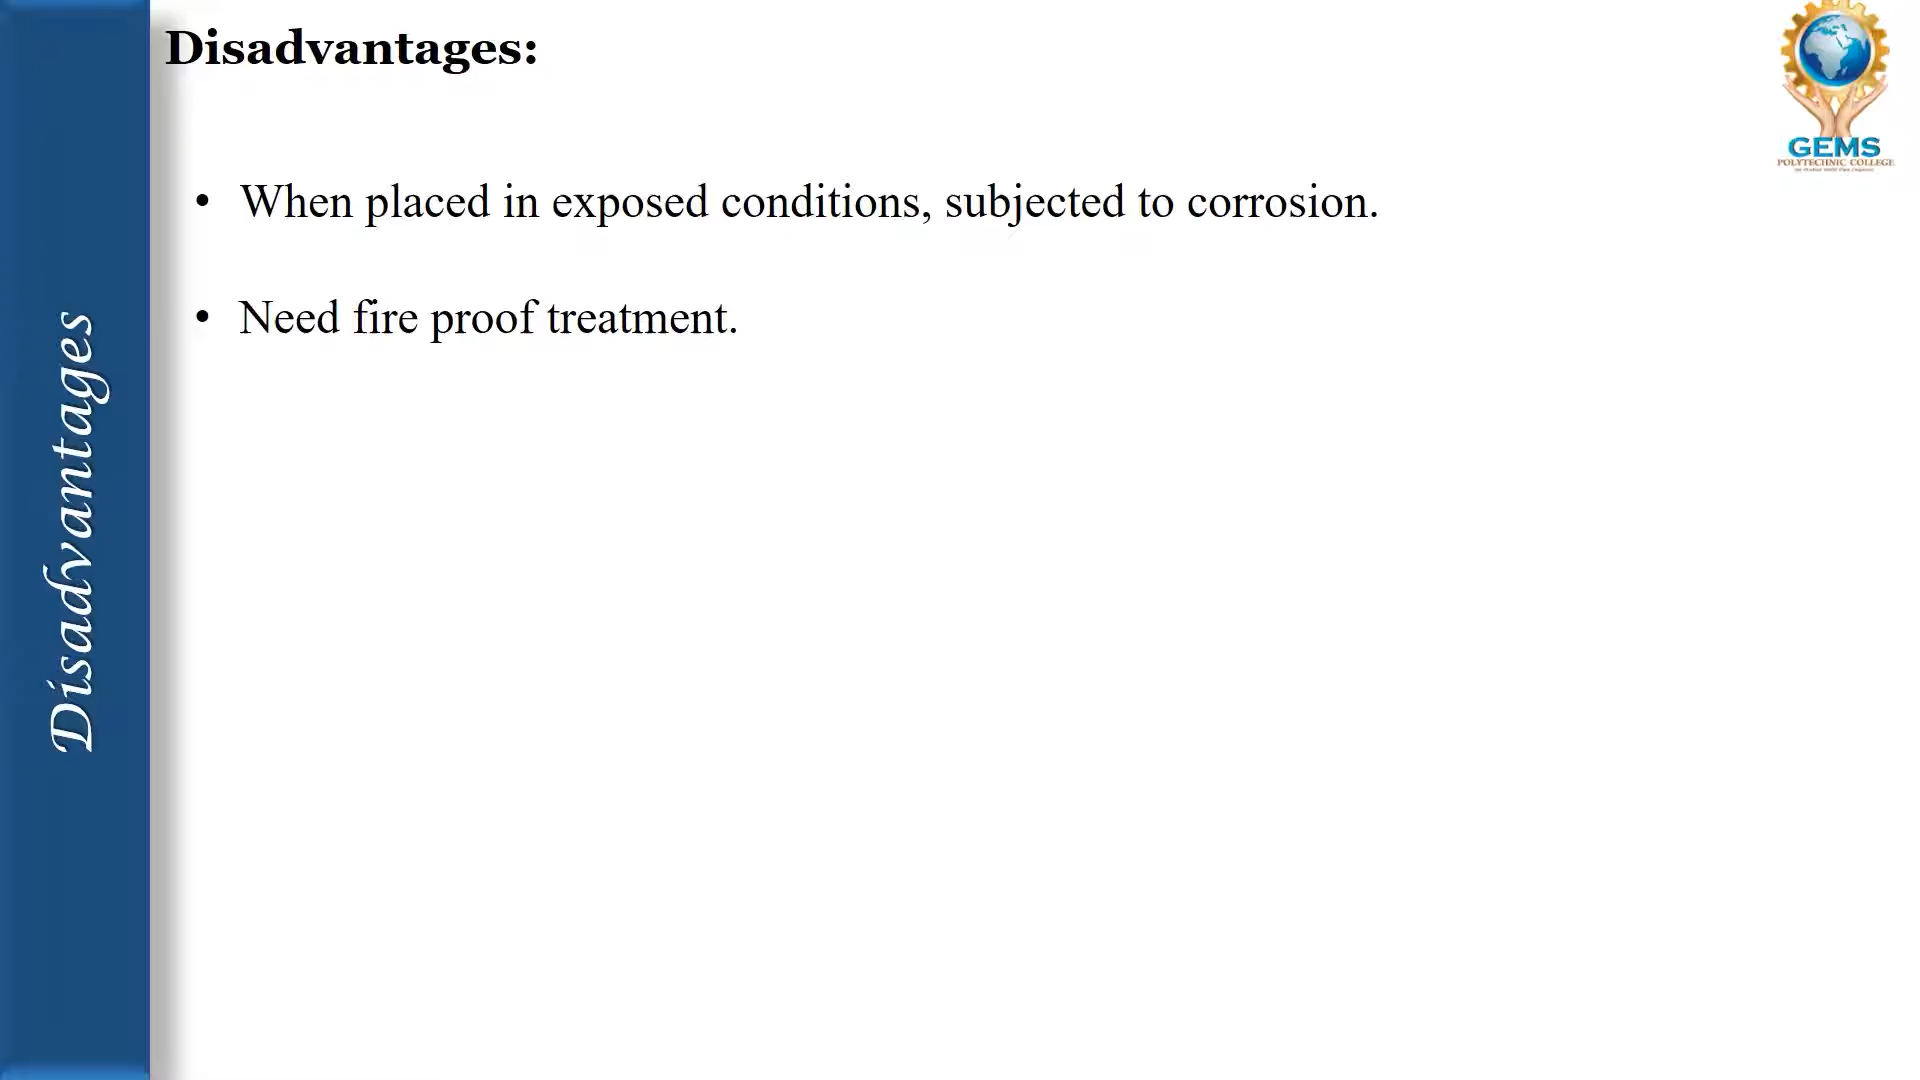 Disadvantages:
GEMS
POLYTECHNIC COLLEGE
• When placed in exposed conditions, subjected to corrosion.
• Need fire proof treatment.
Disadvantages